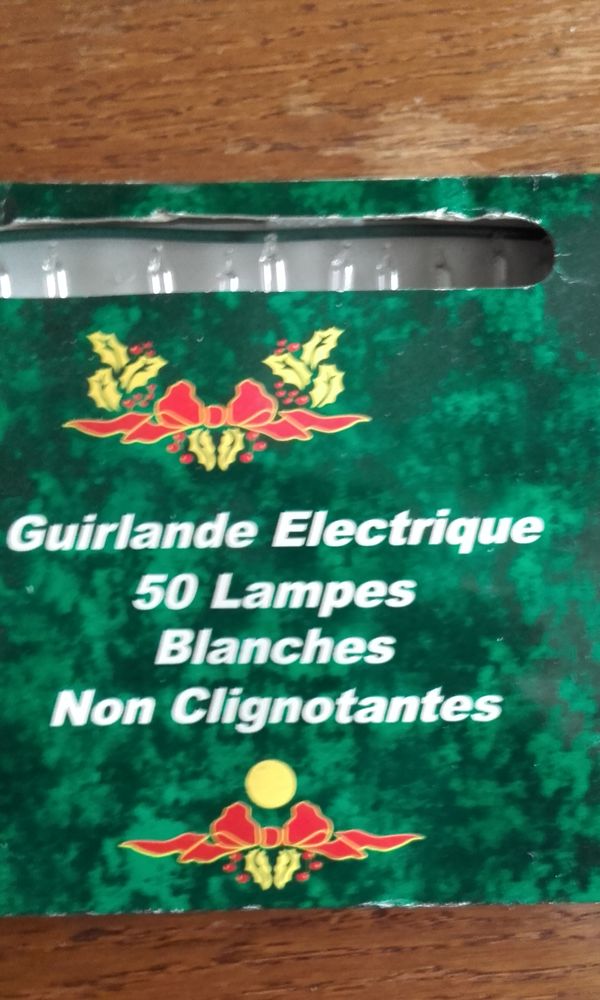 Guirlande Electrique
50 Lampes
Blanches
Non Clignotantes